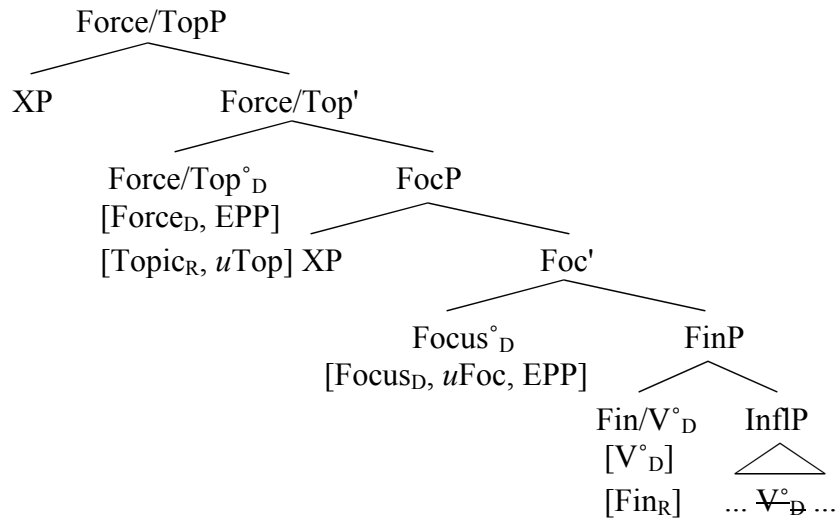 Force/TopP
XP Force/Top'
Force/Top°D FocP
[ForceD, EPP]
[TopicR, uTop] XP Foc'
Focus°D FinP
[FocusD, uFoc, EPP]
Fin/V°D InflP
[V°D]
[FinR] ... V°D ...